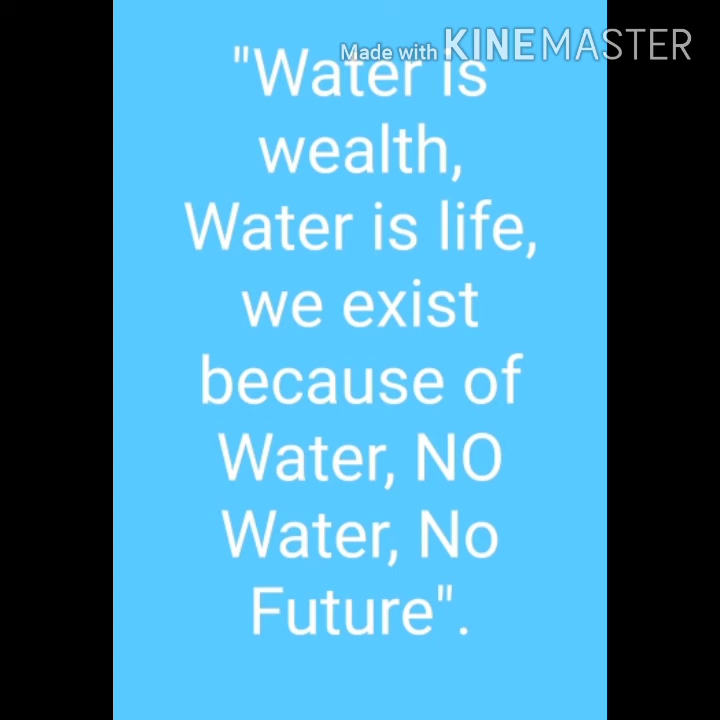 Made with KINEMASTER
"Water is
wealth,
Water is life,
we exist
because of
Water, NO
Water, No
Future".